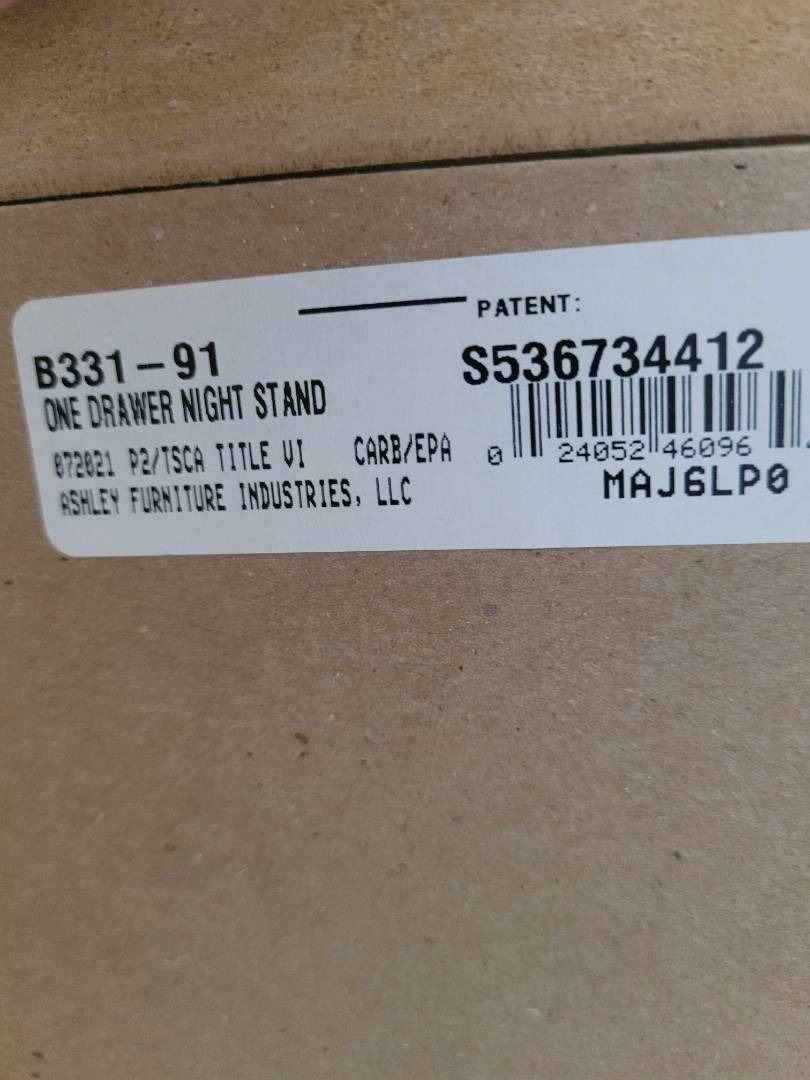 PATENT:
B331-91
S536734412
ONE DRAWER NIGHT STAND
072021 P2/TSCA TITLE VI CARB/EPA
0 24052 46096
ASHLEY FURNITURE INDUSTRIES, LLC
MAJ6LP0